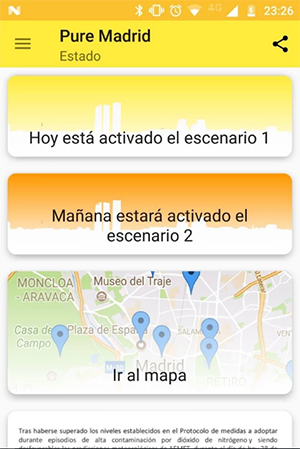 4G 23:26
Pure Madrid
Estado
Hoy está activado el escenario 1
Mañana estará activado el
escenario 2
MONCLOA -
ARAVACA
Museo del Traje
Casa de
Campo
Plaza de España
SALAMANCA
Madrid
RETIRO
Ir al mapa
Tras haberse superado los niveles establecidos en el Protocolo de medidas a adoptar
durante episodios de alta contaminación por dióxido de nitrógeno y siendo